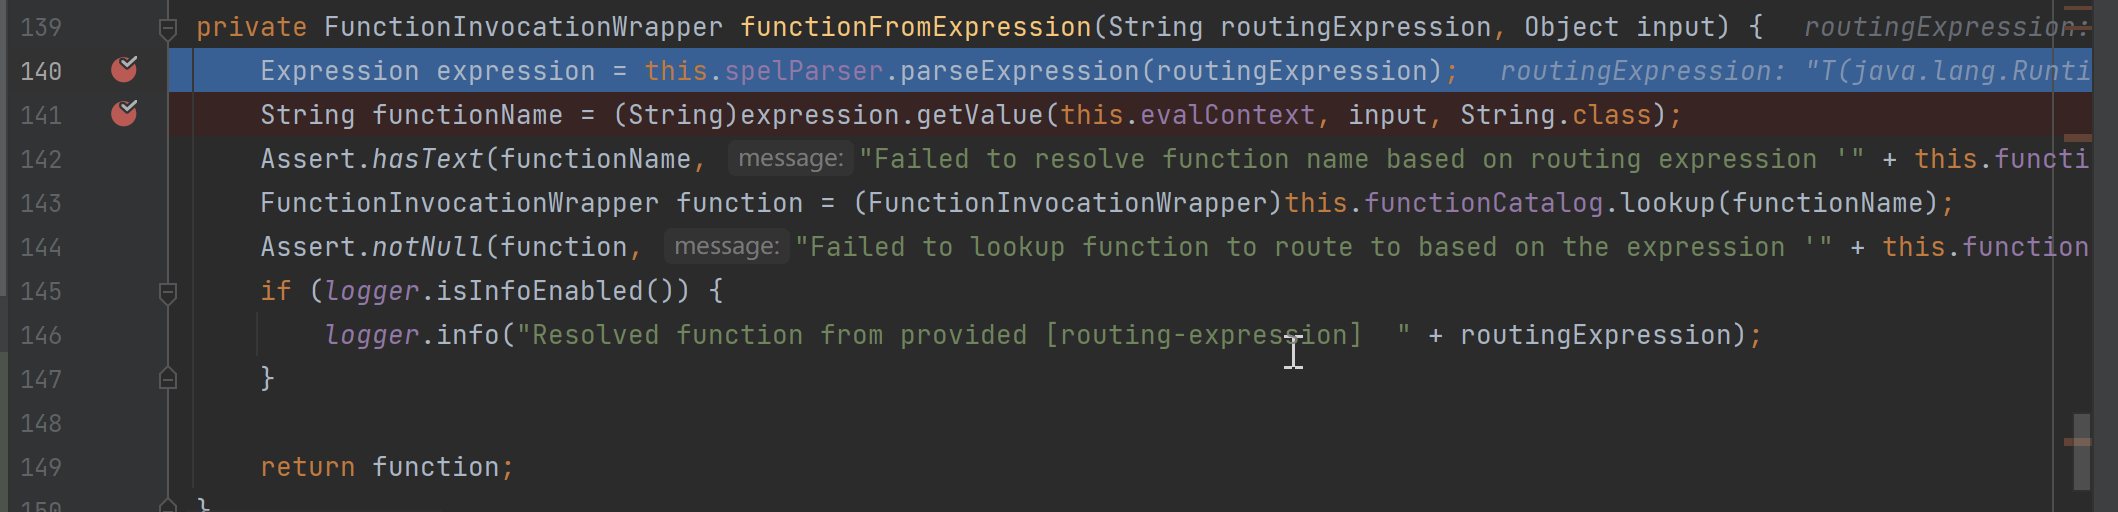 139 private FunctionInvocationWrapper functionFromExpression(String routingExpression, Object input) { routingExpression:
140 Expression expression = this.spelParser.parseExpression(routingExpression); routingExpression: "T(java.lang.Runti
141 String functionName = (String)expression.getValue(this.evalContext, input, String.class);
142 Assert.hasText(functionName, message: "Failed to resolve function name based on routing expression '" + this.functi
143 FunctionInvocationWrapper function = (FunctionInvocationWrapper)this.functionCatalog.lookup(functionName);
144 Assert.notNull(function, message: "Failed to lookup function to route to based on the expression '" + this.function
145 if (logger.isInfoEnabled()) {
146 logger.info("Resolved function from provided [routing-expression]  " + routingExpression);
147 }
148
149 return function;
150 }